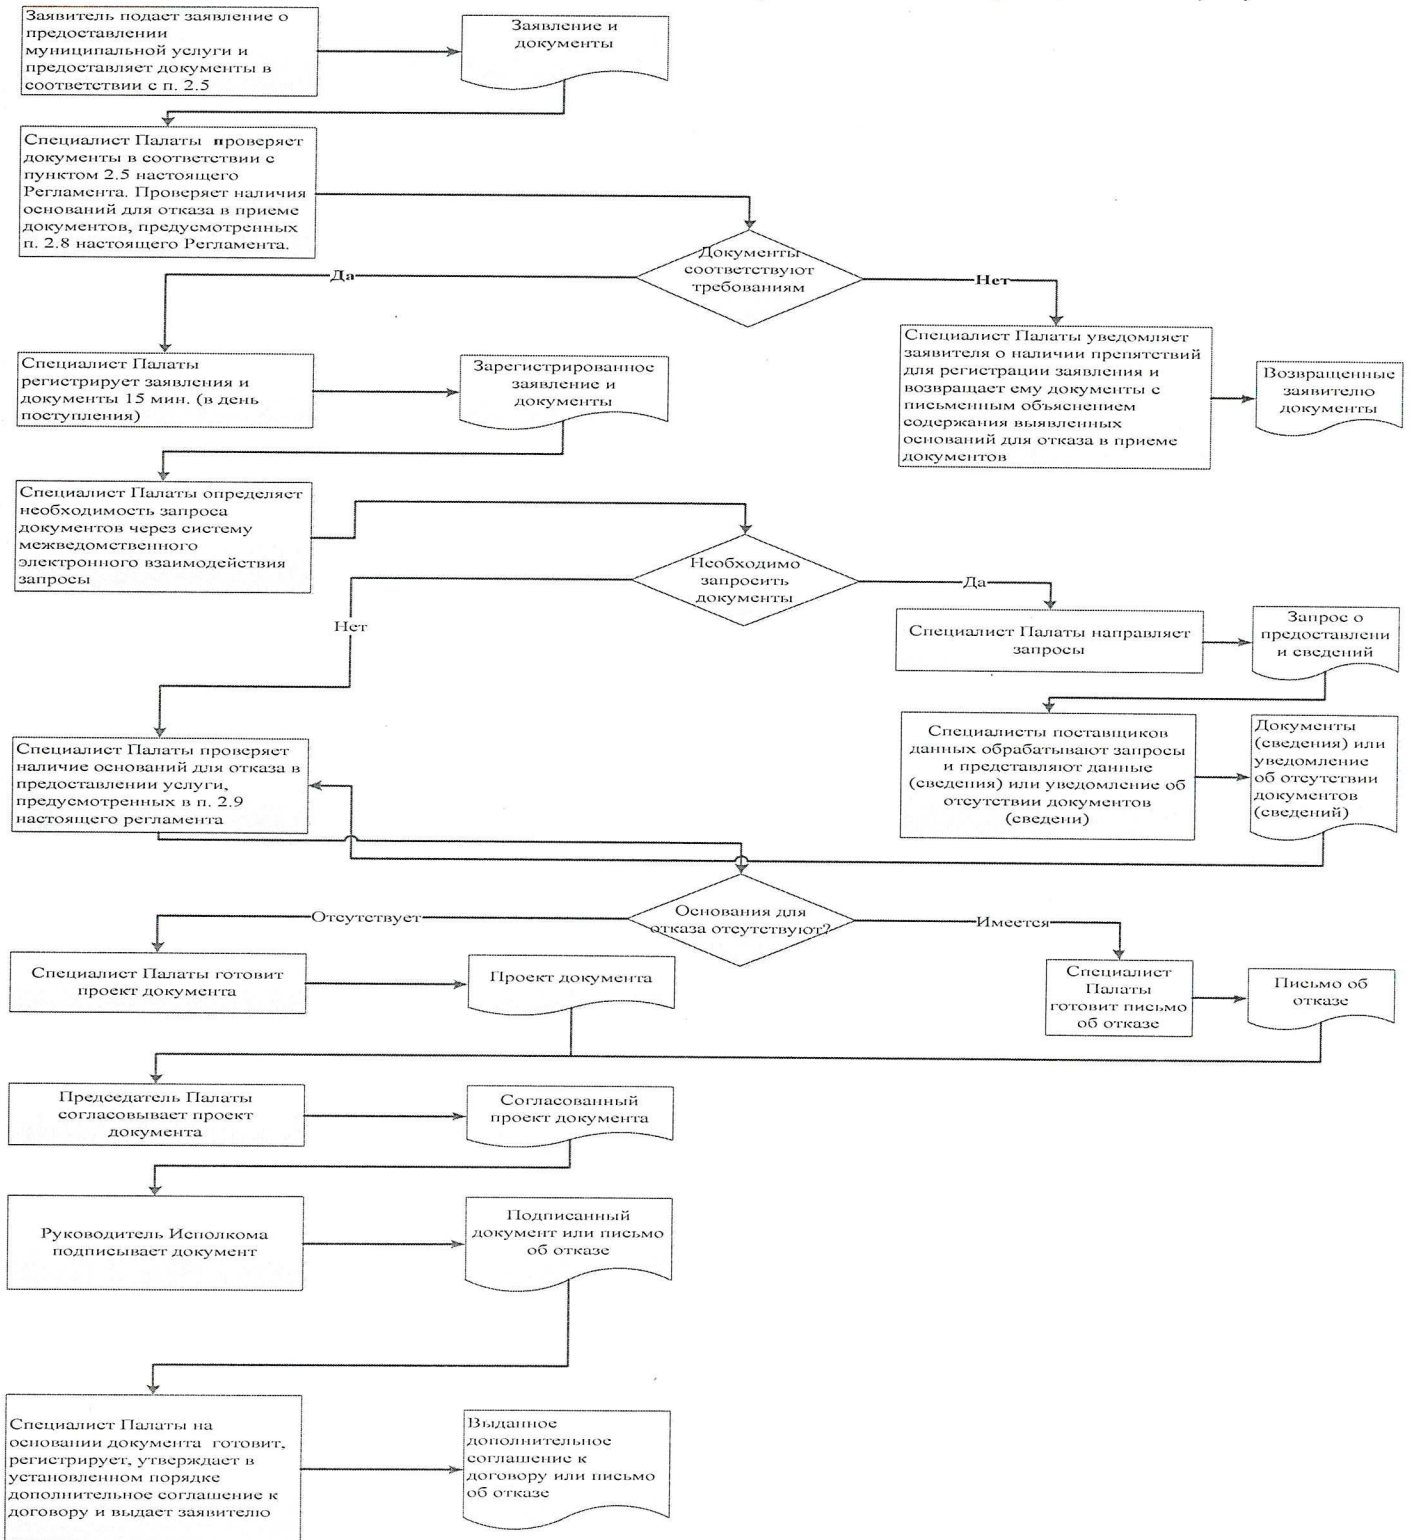 Заявитель подает заявление о
предоставлении
муниципальной услуги и
предоставляет документы в
соответствии с п. 2.5
Заявление и
документы
Специалист Палаты проверяет
документы в соответствии с
пунктом 2.5 настоящего
Регламента. Проверяет наличия
оснований для отказа в приеме
документов, предусмотренных
п. 2.8 настоящего Регламента.
Документы
соответствуют
требованиям
Да
Нет
Специалист Палаты
регистрирует заявления и
документы 15 мин. (в день
поступления)
Зарегистрированное
заявление и
документы
Специалист Палаты уведомляет
заявителя о наличии препятствий
для регистрации заявления и
возвращает ему документы с
письменным объяснением
содержания выявленных
оснований для отказа в приеме
документов
Возвращенные
заявителю
документы
Специалист Палаты определяет
необходимость запроса
документов через систему
межведомственного
электронного взаимодействия
запросы
Необходимо
запросить
документы
Да
Нет
Специалист Палаты направляет
запросы
Запрос о
предоставлени
и сведений
Специалист Палаты проверяет
наличие оснований для отказа в
предоставлении услуги,
предусмотренных в п. 2.9
настоящего регламента
Специалисты поставщиков
данных обрабатывают запросы
и представляют данные
(сведения) или уведомление об
отсутствии документов
(сведени)
Документы
(сведения) или
уведомление
об отсутствии
документов
(сведений)
Основания для
отказа отсутствуют?
Отсутствует
Имеется
Специалист Палаты готовит
проект документа
Проект документа
Специалист
Палаты
готовит письмо
об отказе
Письмо об
отказе
Председатель Палаты
согласовывает проект
документа
Согласованный
проект документа
Руководитель Исполкома
подписывает документ
Подписанный
документ или письмо
об отказе
Специалист Палаты на
основании документа готовит,
регистрирует, утверждает в
установленном порядке
дополнительное соглашение к
договору и выдает заявителю
Выданное
дополнительное
соглашение к
договору или письмо
об отказе